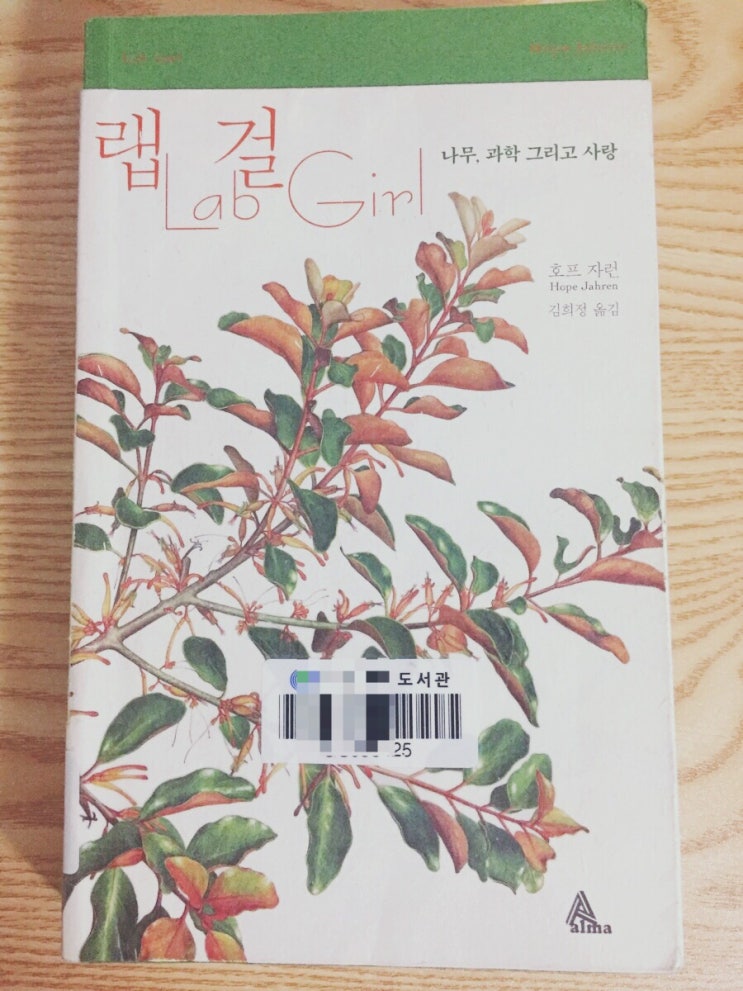 랩 걸
Lab Girl
나무, 과학 그리고 사랑
호프 자런
Hope Jahren
김희정 옮김
도서관
25
alma